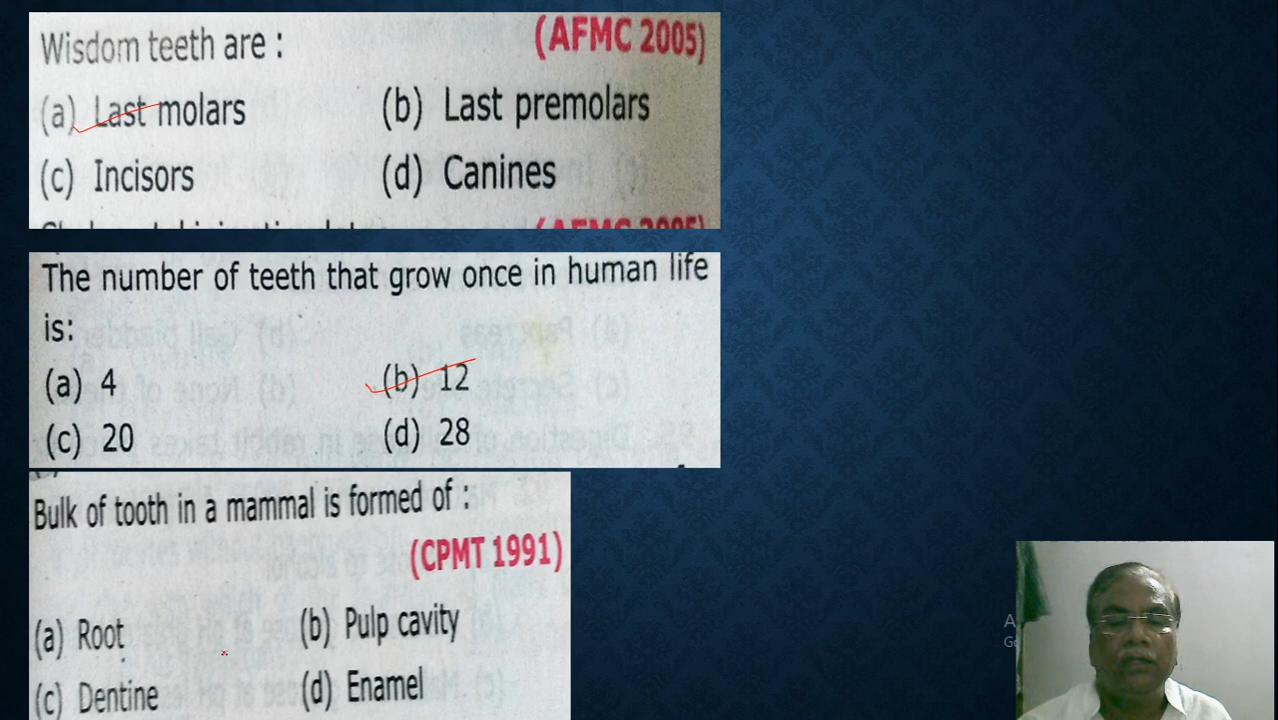 Wisdom teeth are : (AFMC 2005)
(a) Last molars (b) Last premolars
(c) Incisors (d) Canines
(AFMC 2005)
The number of teeth that grow once in human life
is:
(a) 4 (b) 12
(c) 20 (d) 28
Bulk of tooth in a mammal is formed of :
(CPMT 1991)
(a) Root (b) Pulp cavity
(c) Dentine (d) Enamel